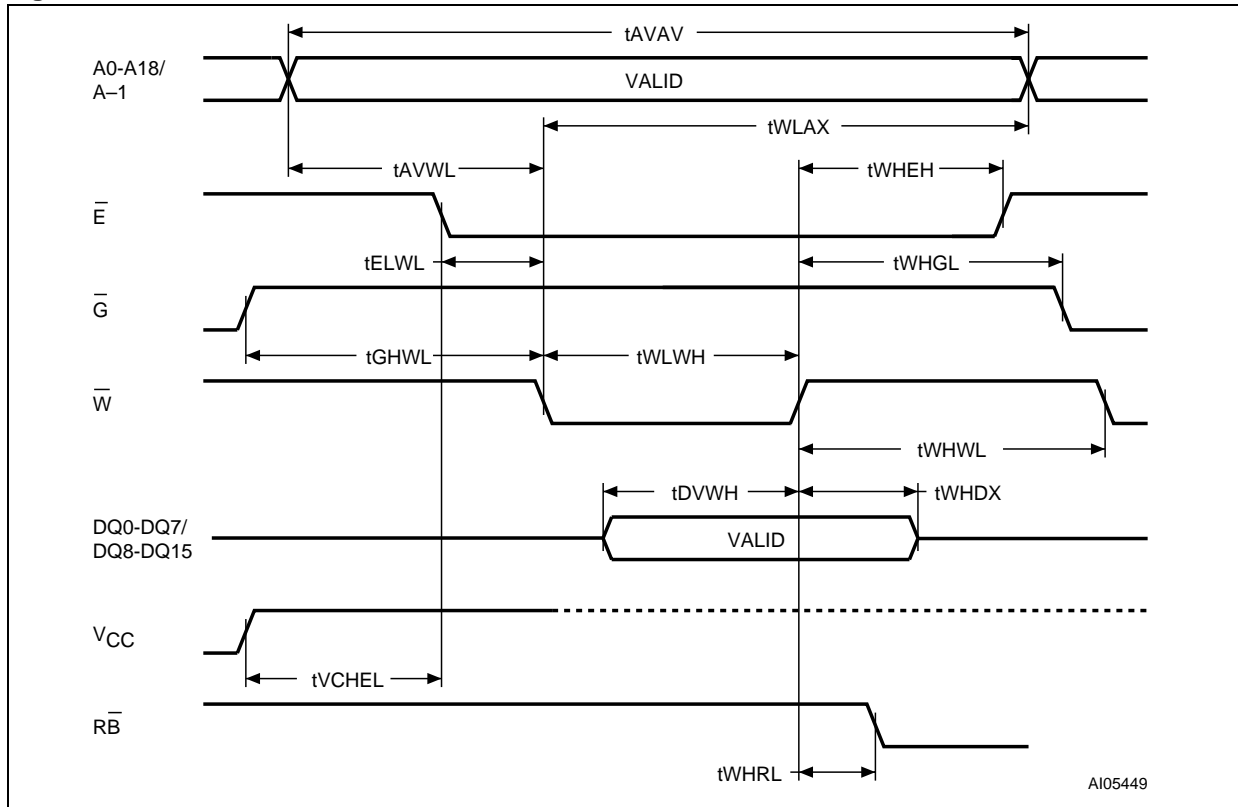 tAVAV
A0-A18/
A–1
VALID
tWLAX
tAVWL
tWHEH
E̅
tELWL
tWHGL
G̅
tGHWL
tWLWH
W̅
tWHWL
tDVWH
tWHDX
DQ0-DQ7/
DQ8-DQ15
VALID
VCC
tVCHEL
RB̅
tWHRL
AI05449